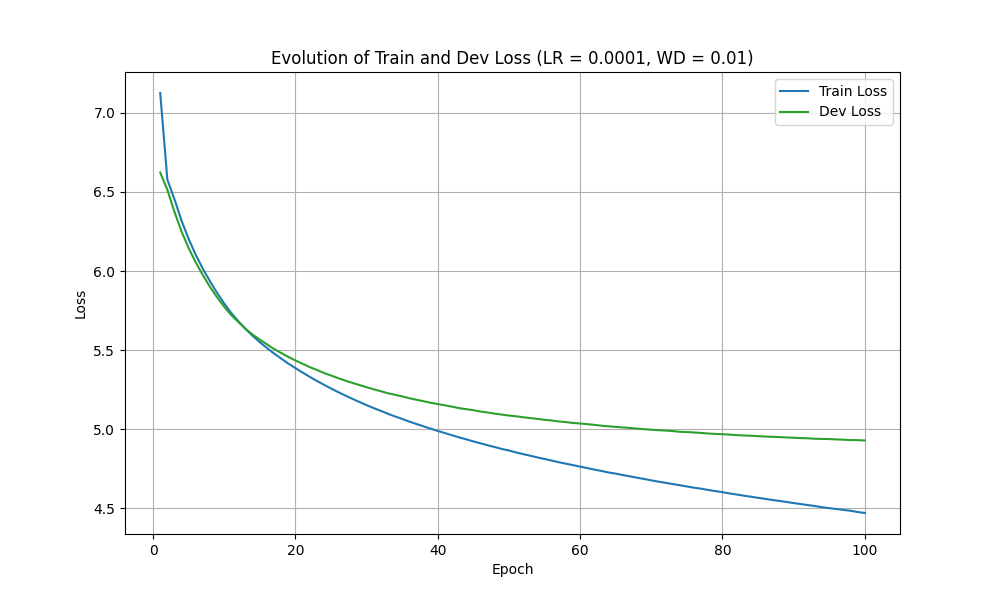 Evolution of Train and Dev Loss (LR = 0.0001, WD = 0.01)
Train Loss
Dev Loss
7.0
6.5
6.0
5.5
5.0
4.5
Loss
0 20 40 60 80 100
Epoch